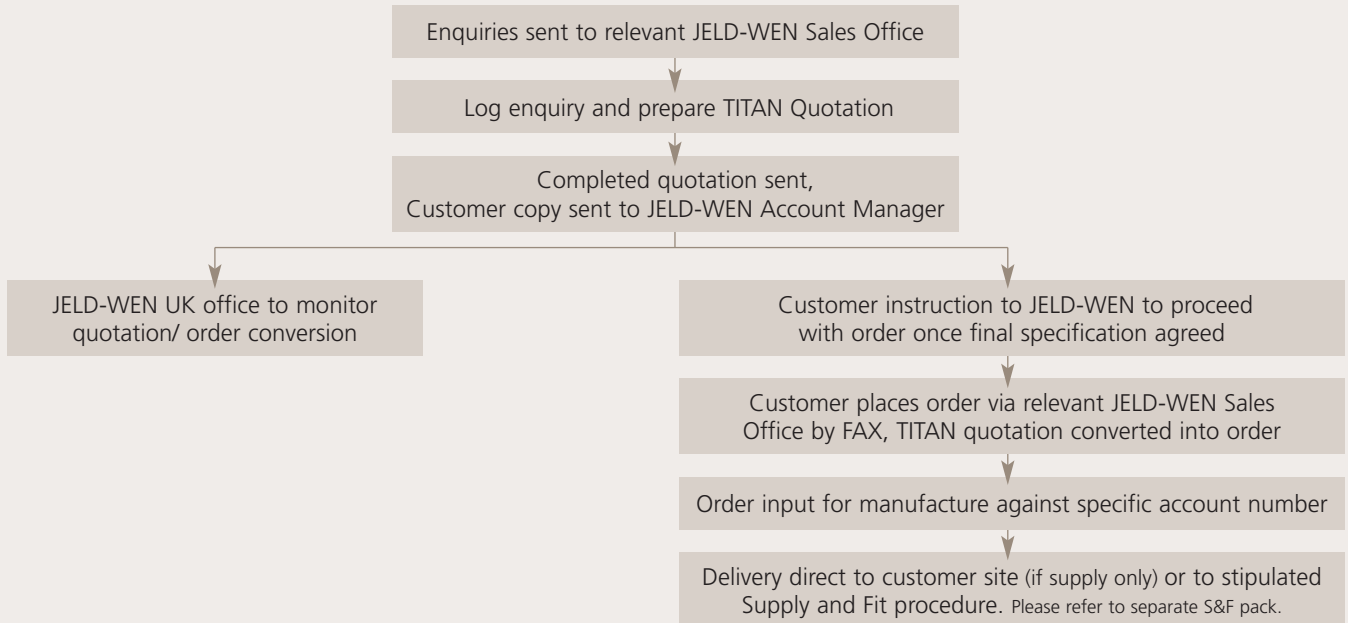 Enquiries sent to relevant JELD-WEN Sales Office
Log enquiry and prepare TITAN Quotation
Completed quotation sent,
Customer copy sent to JELD-WEN Account Manager
JELD-WEN UK office to monitor
quotation/ order conversion
Customer instruction to JELD-WEN to proceed
with order once final specification agreed
Customer places order via relevant JELD-WEN Sales
Office by FAX, TITAN quotation converted into order
Order input for manufacture against specific account number
Delivery direct to customer site (if supply only) or to stipulated
Supply and Fit procedure. Please refer to separate S&F pack.